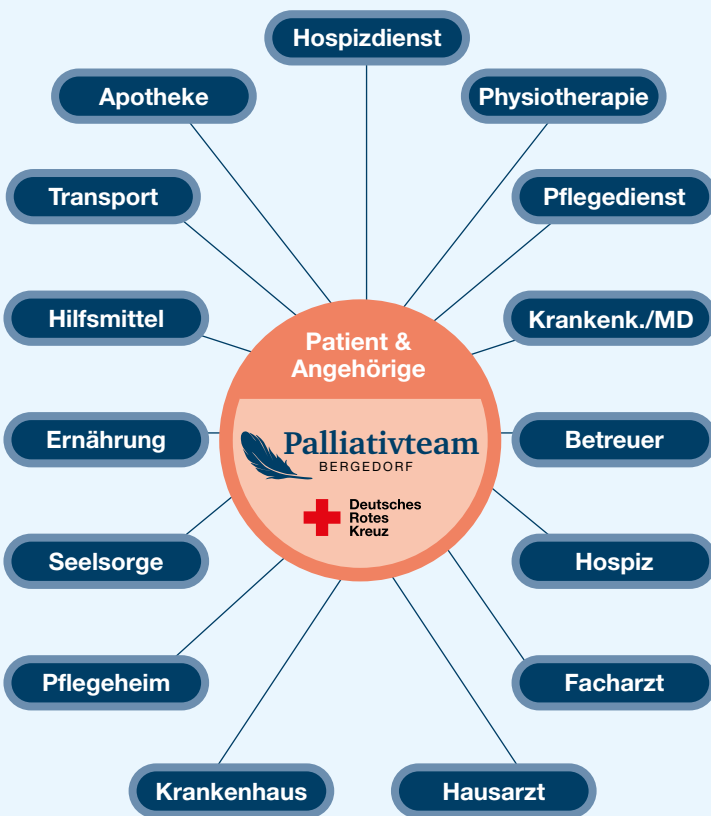 Hospizdienst
Apotheke
Physiotherapie
Transport
Pflegedienst
Hilfsmittel
Krankenk./MD
Patient &
Angehörige
Ernährung
Palliativteam
BERGEDORF
Betreuer
Deutsches
Rotes
Kreuz
Seelsorge
Hospiz
Pflegeheim
Facharzt
Krankenhaus
Hausarzt